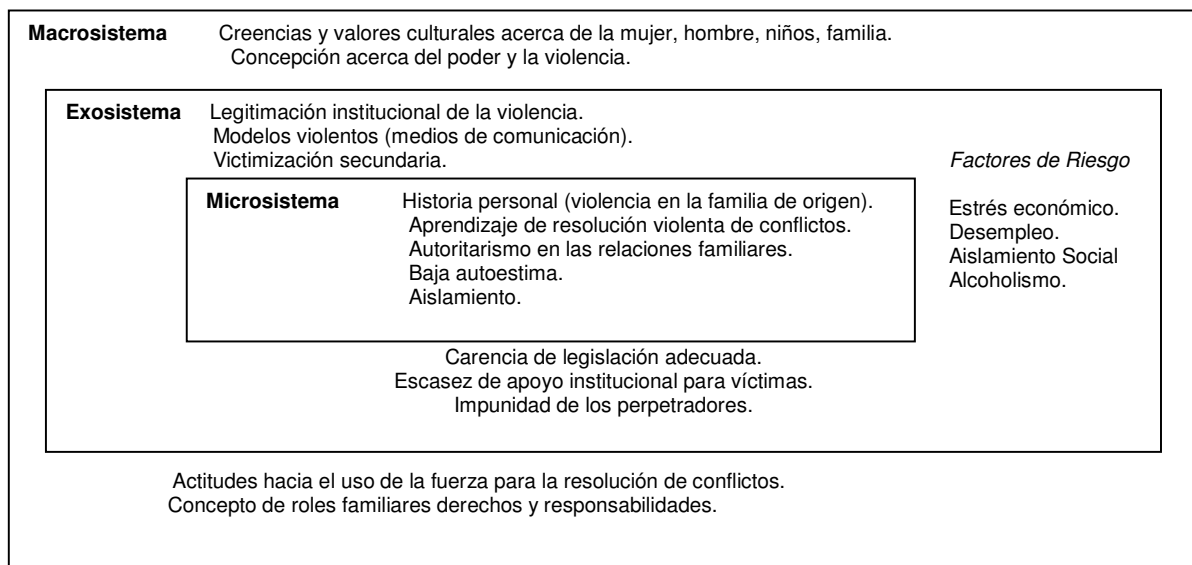 Macrosistema Creencias y valores culturales acerca de la mujer, hombre, niños, familia.
Concepción acerca del poder y la violencia.
Exosistema Legitimación institucional de la violencia.
Modelos violentos (medios de comunicación).
Victimización secundaria.
Factores de Riesgo
Microsistema Historia personal (violencia en la familia de origen).
Aprendizaje de resolución violenta de conflictos.
Autoritarismo en las relaciones familiares.
Baja autoestima.
Aislamiento.
Estrés económico.
Desempleo.
Aislamiento Social
Alcoholismo.
Carencia de legislación adecuada.
Escasez de apoyo institucional para víctimas.
Impunidad de los perpetradores.
Actitudes hacia el uso de la fuerza para la resolución de conflictos.
Concepto de roles familiares derechos y responsabilidades.